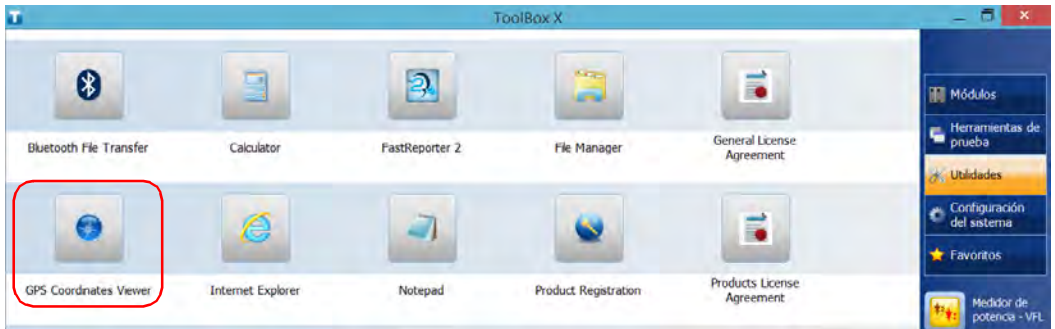 ToolBox X
Bluetooth File Transfer
Calculator
FastReporter 2
File Manager
General License
Agreement
GPS Coordinates Viewer
Internet Explorer
Notepad
Product Registration
Products License
Agreement
Módulos
Herramientas de
prueba
Utilidades
Configuración
del sistema
Favoritos
Medidor de
potencia - VFL